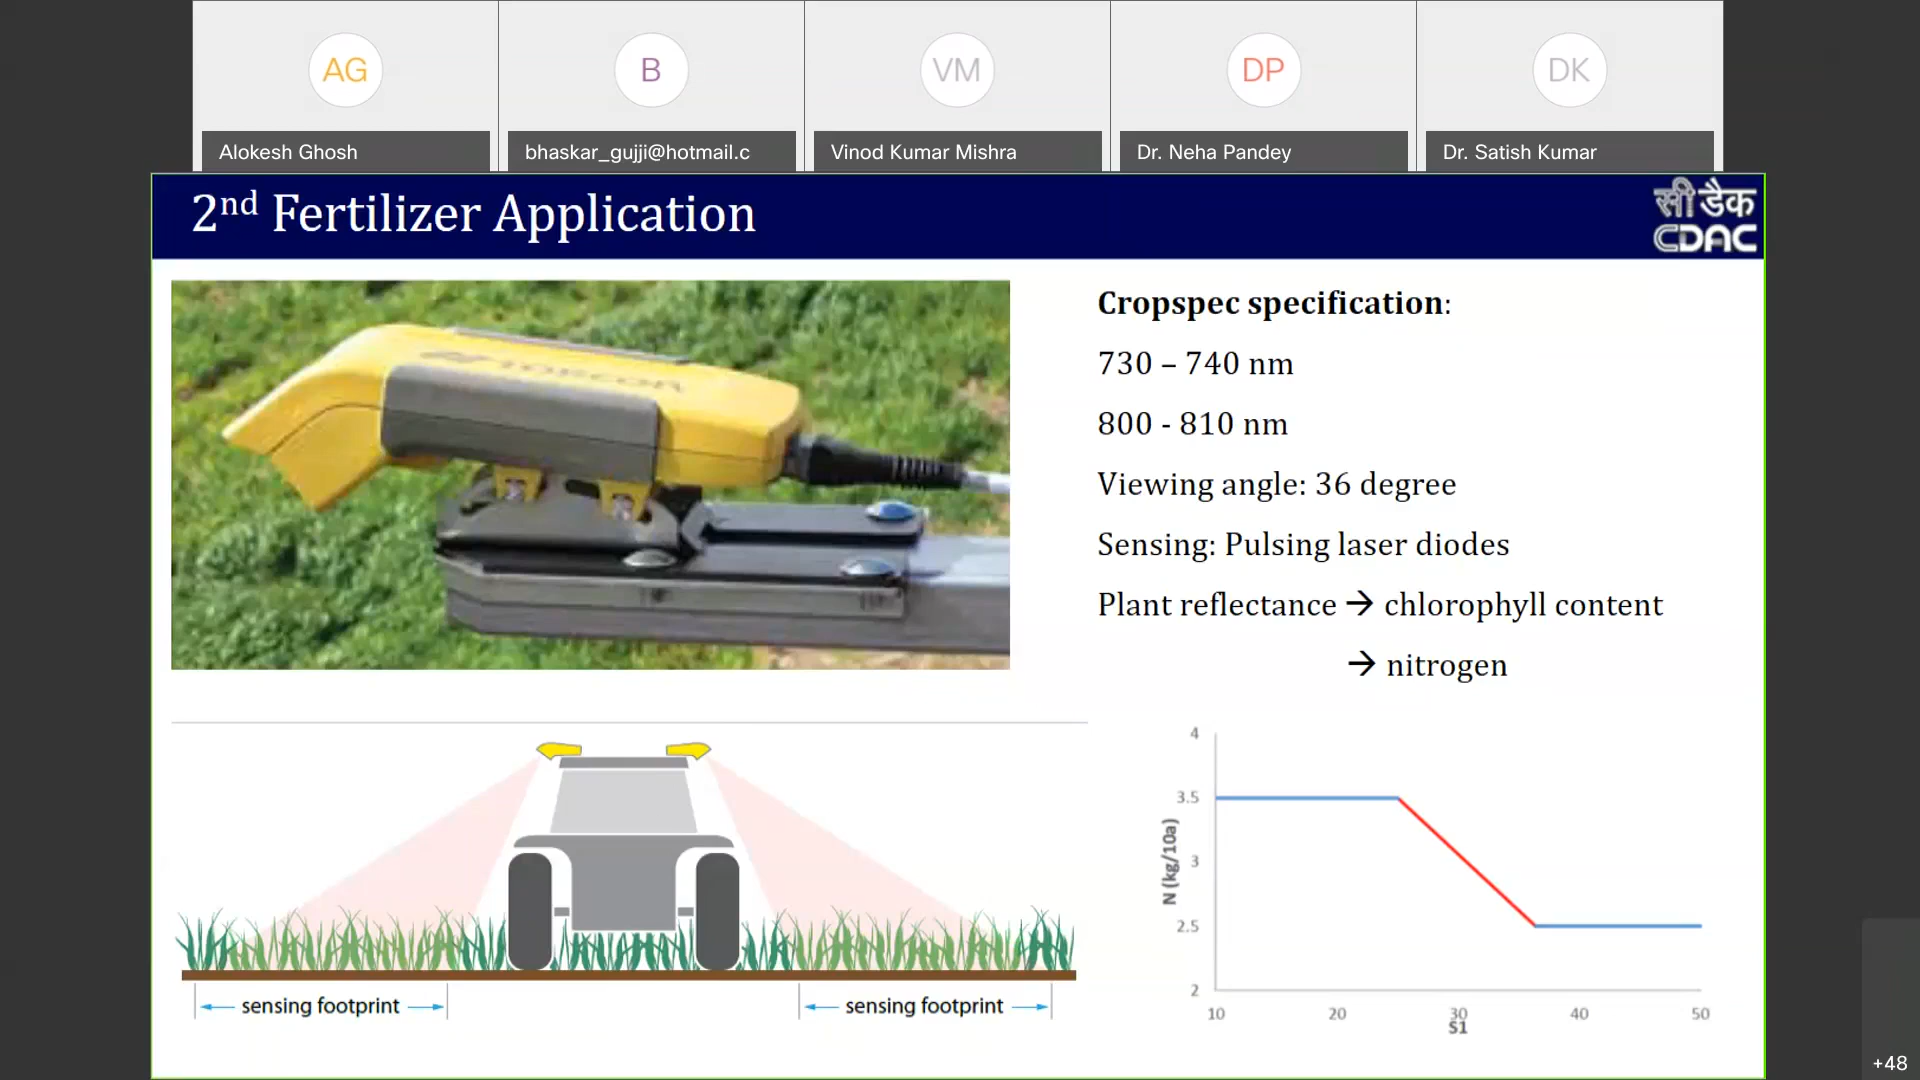 AG
B
VM
DP
DK
Alokesh Ghosh
bhaskar_gujji@hotmail.c
Vinod Kumar Mishra
Dr. Neha Pandey
Dr. Satish Kumar
2nd Fertilizer Application
सी डैक
CDAC
TOPCON
Cropspec specification:
730 – 740 nm
800 - 810 nm
Viewing angle: 36 degree
Sensing: Pulsing laser diodes
Plant reflectance → chlorophyll content
→ nitrogen
sensing footprint
sensing footprint
4
3.5
3
2.5
2
N (kg/10a)
10
20
30
40
50
S1
+48